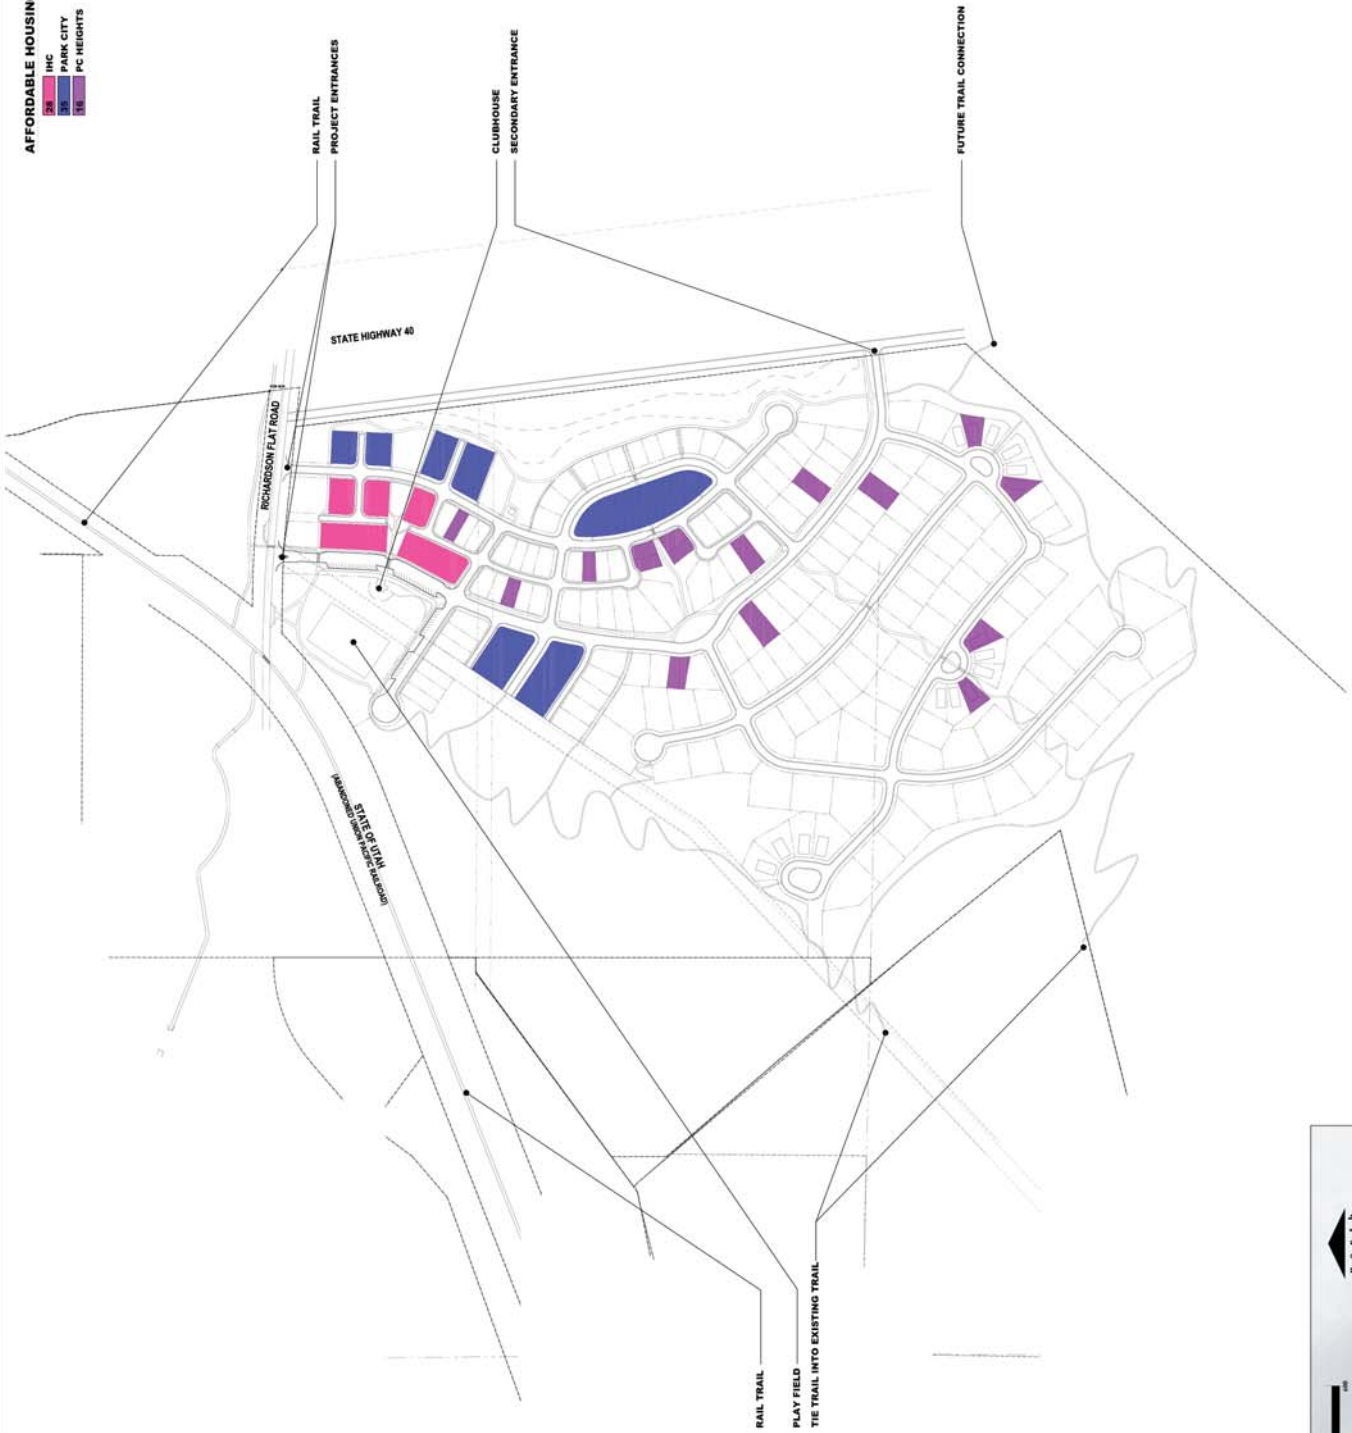 AFFORDABLE HOUSIN
28 IHC
35 PARK CITY
16 PC HEIGHTS
RAIL TRAIL
PROJECT ENTRANCES
CLUBHOUSE
SECONDARY ENTRANCE
FUTURE TRAIL CONNECTION
STATE HIGHWAY 40
RICHARDSON FLAT ROAD
STATE OF UTAH
(ABANDONED UNION PACIFIC RAILROAD)
RAIL TRAIL
PLAY FIELD
TIE TRAIL INTO EXISTING TRAIL